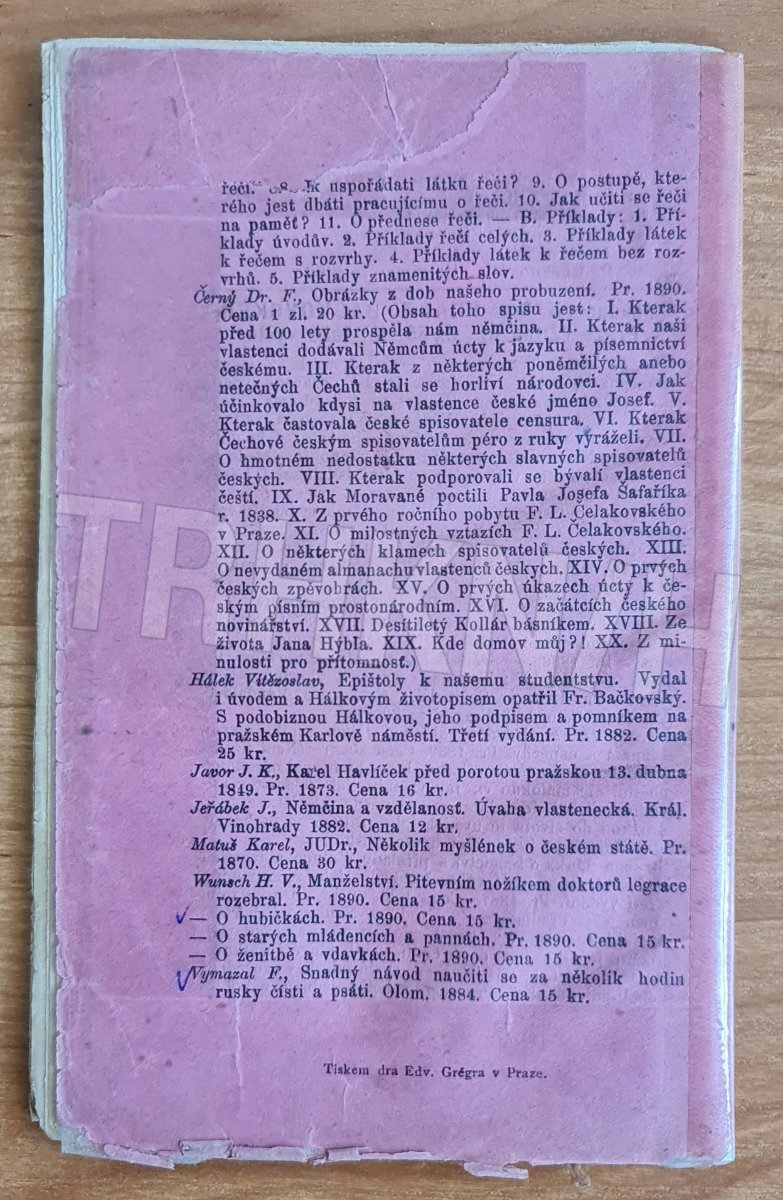 řeči. 8. Jak uspořádati látku řeči? 9. O postupě, kte-
rého jest dbáti pracujícímu o řeči. 10. Jak učiti se řeči
na paměť? 11. O přednese řeči. — B. Příklady: 1. Pří-
klady úvodův. 2. Příklady řečí celých. 3. Příklady látek
k řečem s rozvrhy. 4. Příklady látek k řečem bez roz-
vrhů. 5. Příklady znamenitých slov.
Černý Dr. F., Obrázky z dob našeho probuzení. Pr. 1890.
Cena 1 zl. 20 kr. (Obsah toho spisu jest: I. Kterak
před 100 lety prospěla nám němčina. II. Kterak naši
vlastenci dodávali Němcům úcty k jazyku a písemnictví
českému. III. Kterak z některých poněmčilých anebo
netečných Čechů stali se horliví národovci. IV. Jak
účinkovalo kdysi na vlastence české jméno Josef. V.
Kterak častovala české spisovatele censura. VI. Kterak
Čechové českým spisovatelům péro z ruky vyráželi. VII.
O hmotném nedostatku některých slavných spisovatelů
českých. VIII. Kterak podporovali se bývalí vlastenci
čeští. IX. Jak Moravané poctili Pavla Josefa Šafaříka
r. 1838. X. Z prvého ročního pobytu F. L. Čelakovského
v Praze. XI. O milostných vztazích F. L. Čelakovského.
XII. O některých klamech spisovatelů českých. XIII.
O nevydaném almanachu vlastenců českych. XIV. O prvých
českých zpěvohrách. XV. O prvých úkazech úcty k če-
ským písním prostonárodním. XVI. O začátcích českého
novinářství. XVII. Desítiletý Kollár básníkem. XVIII. Ze
života Jana Hýbla. XIX. Kde domov můj?! XX. Z mi-
nulosti pro přítomnost.)
Hálek Vítězoslav, Epištoly k našemu studentstvu. Vydal
i úvodem a Hálkovým životopisem opatřil Fr. Bačkovský.
S podobiznou Hálkovou, jeho podpisem a pomníkem na
pražském Karlově náměstí. Třetí vydání. Pr. 1882. Cena
25 kr.
Javor J. K., Karel Havlíček před porotou pražskou 13. dubna
1849. Pr. 1873. Cena 16 kr.
Jeřábek J., Němčina a vzdělanosť. Úvaha vlastenecká. Král.
Vinohrady 1882. Cena 12 kr.
Matuš Karel, JUDr., Několik myšlének o českém státě. Pr.
1870. Cena 30 kr.
Wunsch H. V., Manželství. Pitevním nožíkem doktorů legrace
rozebral. Pr. 1890. Cena 15 kr.
— O hubičkách. Pr. 1890. Cena 15 kr.
— O starých mládencích a pannách. Pr. 1890. Cena 15 kr.
— O ženitbě a vdavkách. Pr. 1890. Cena 15 kr.
Vymazal F., Snadný návod naučiti se za několik hodin
rusky čísti a psáti. Olom. 1884. Cena 15 kr.
Tiskem dra Edv. Grégra v Praze.